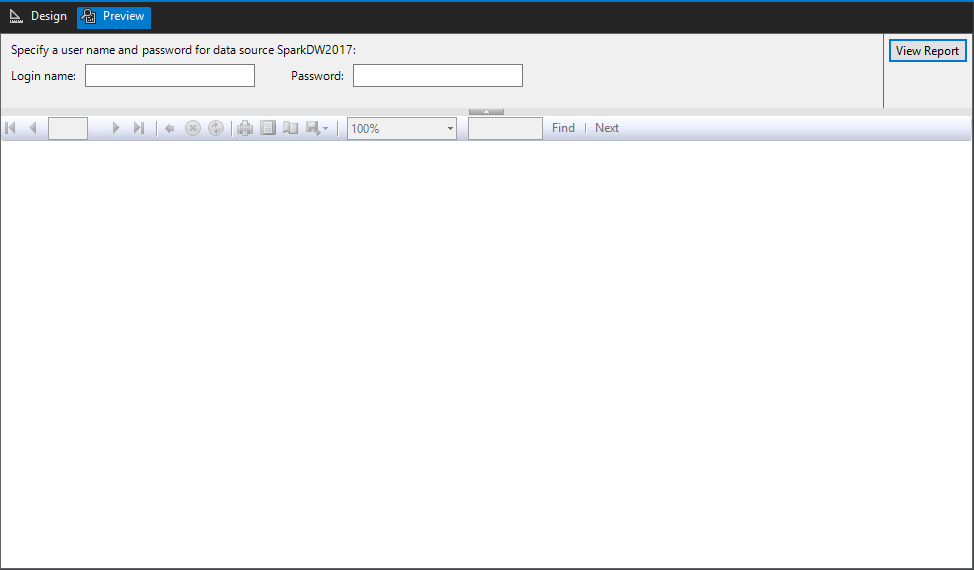 Design Preview
Specify a user name and password for data source SparkDW2017:
Login name: Password: View Report
100% Find Next